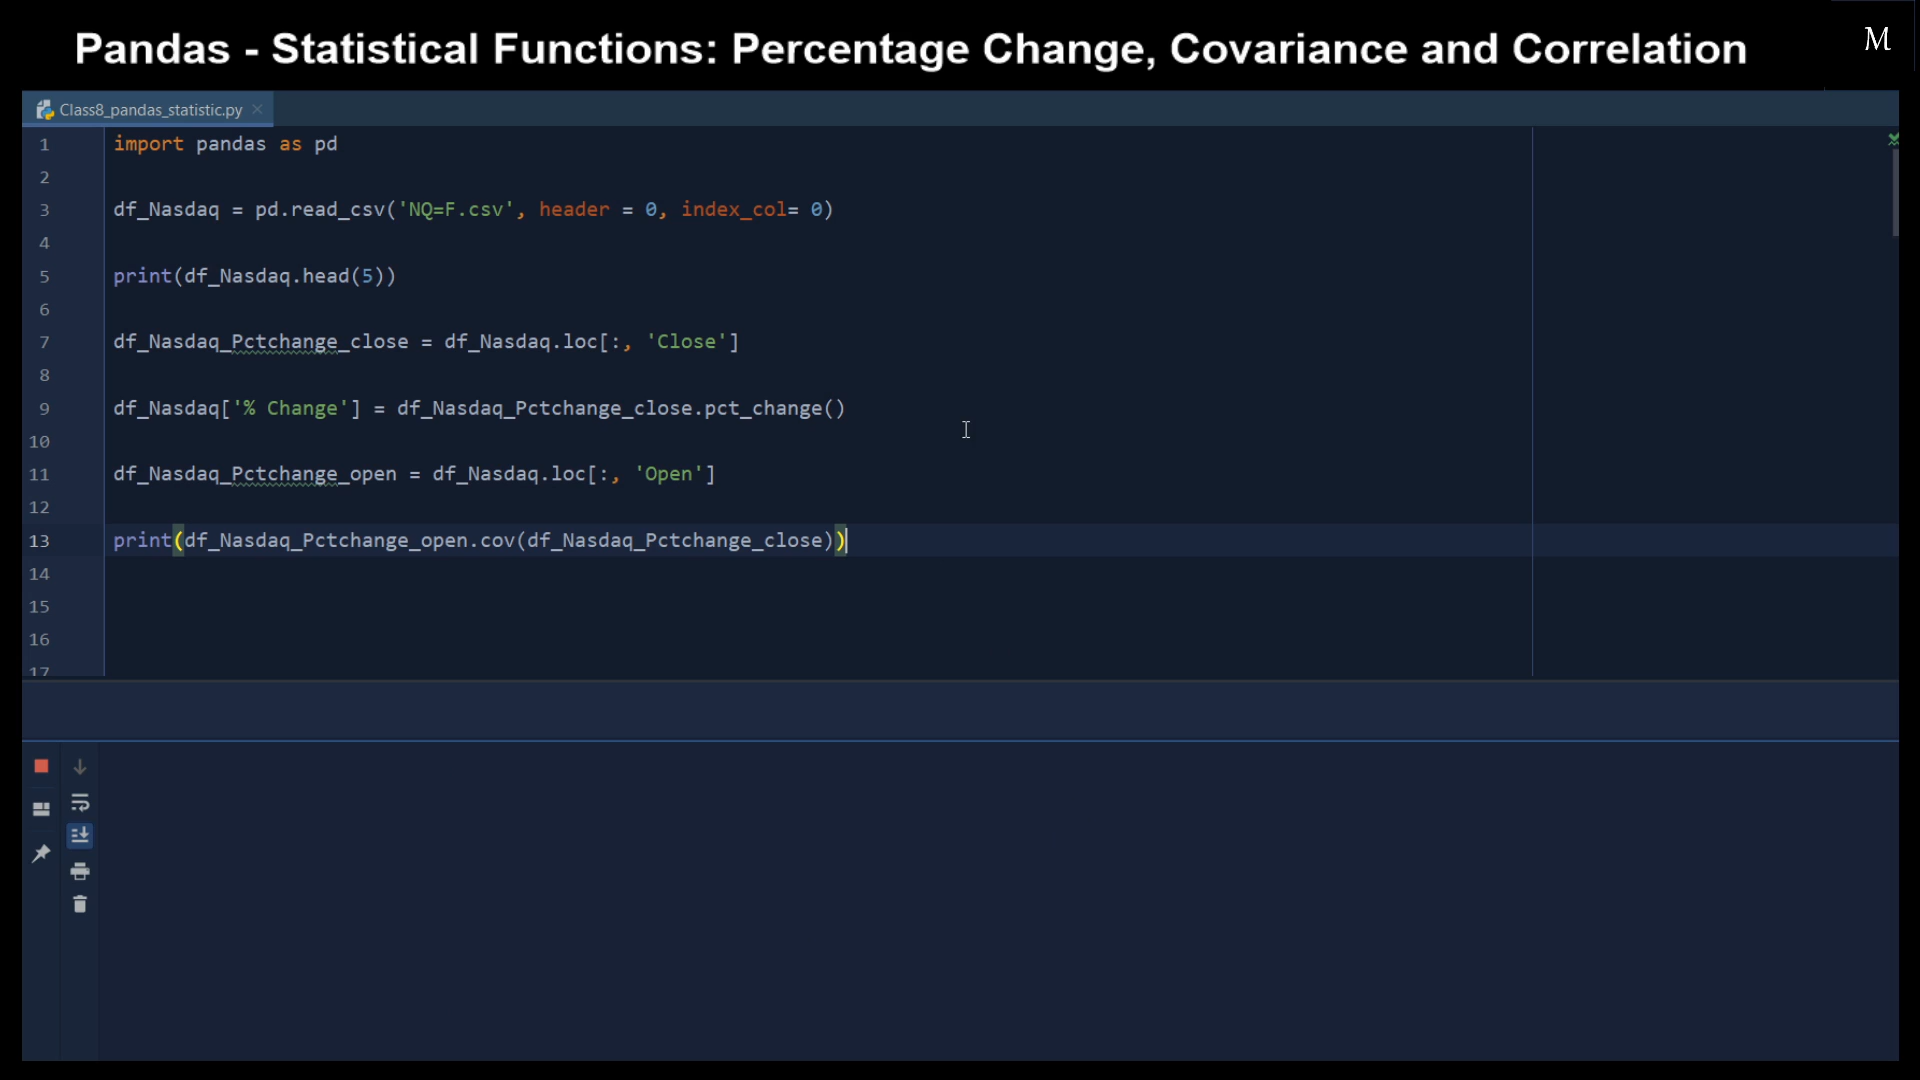 Pandas - Statistical Functions: Percentage Change, Covariance and Correlation
M
Class8_pandas_statistic.py
1 import pandas as pd
2
3 df_Nasdaq = pd.read_csv('NQ=F.csv', header = 0, index_col= 0)
4
5 print(df_Nasdaq.head(5))
6
7 df_Nasdaq_Pctchange_close = df_Nasdaq.loc[:, 'Close']
8
9 df_Nasdaq['% Change'] = df_Nasdaq_Pctchange_close.pct_change()
10
11 df_Nasdaq_Pctchange_open = df_Nasdaq.loc[:, 'Open']
12
13 print(df_Nasdaq_Pctchange_open.cov(df_Nasdaq_Pctchange_close))
14
15
16
17